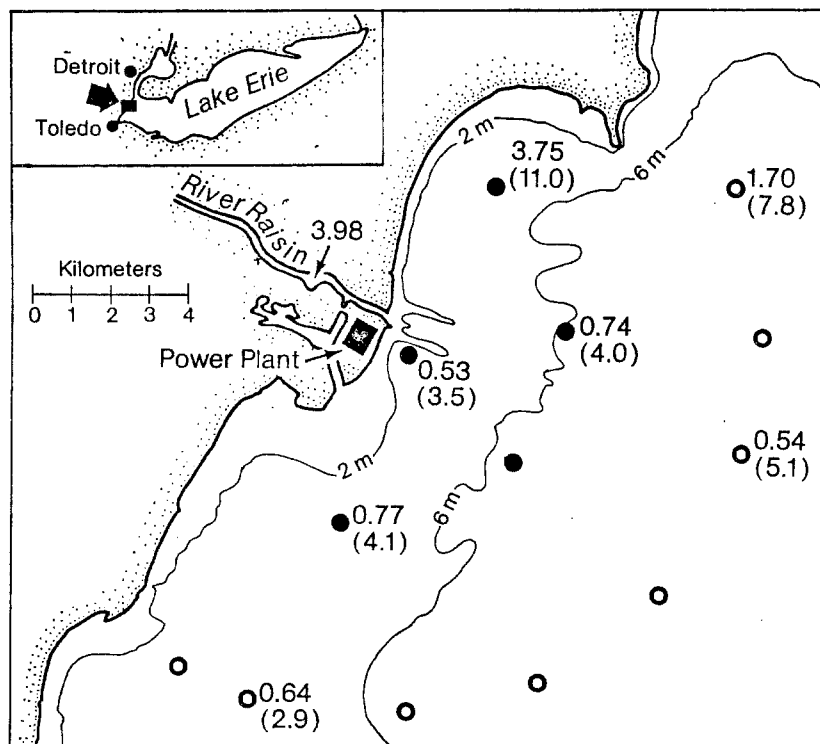 Detroit
Lake Erie
Toledo
2 m
3.75
(11.0)
6 m
1.70
(7.8)
River Raisin
3.98
Kilometers
0 1 2 3 4
Power Plant
0.74
(4.0)
0.53
(3.5)
2 m
0.54
(5.1)
6 m
0.77
(4.1)
0.64
(2.9)